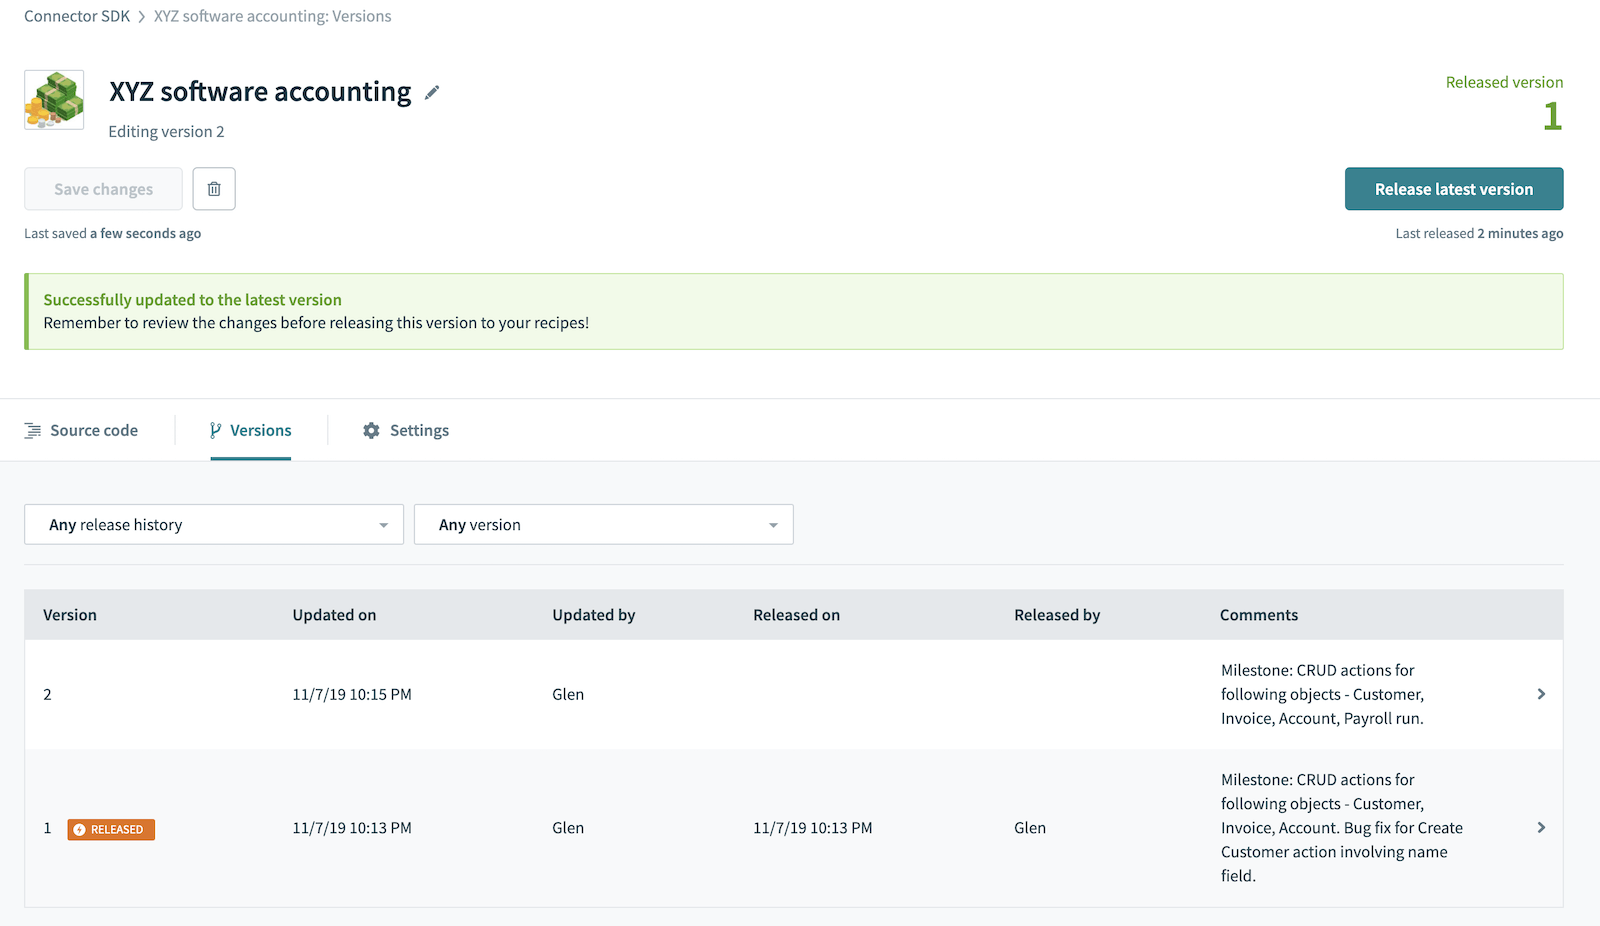 Connector SDK > XYZ software accounting: Versions
XYZ software accounting
Editing version 2
Released version
1
Save changes
Release latest version
Last saved a few seconds ago
Last released 2 minutes ago
Successfully updated to the latest version
Remember to review the changes before releasing this version to your recipes!
Source code
Versions
Settings
Any release history
Any version
Version Updated on Updated by Released on Released by Comments
2 11/7/19 10:15 PM Glen
Milestone: CRUD actions for
following objects - Customer,
Invoice, Account, Payroll run.
1 RELEASED 11/7/19 10:13 PM Glen 11/7/19 10:13 PM Glen
Milestone: CRUD actions for
following objects - Customer,
Invoice, Account. Bug fix for Create
Customer action involving name
field.